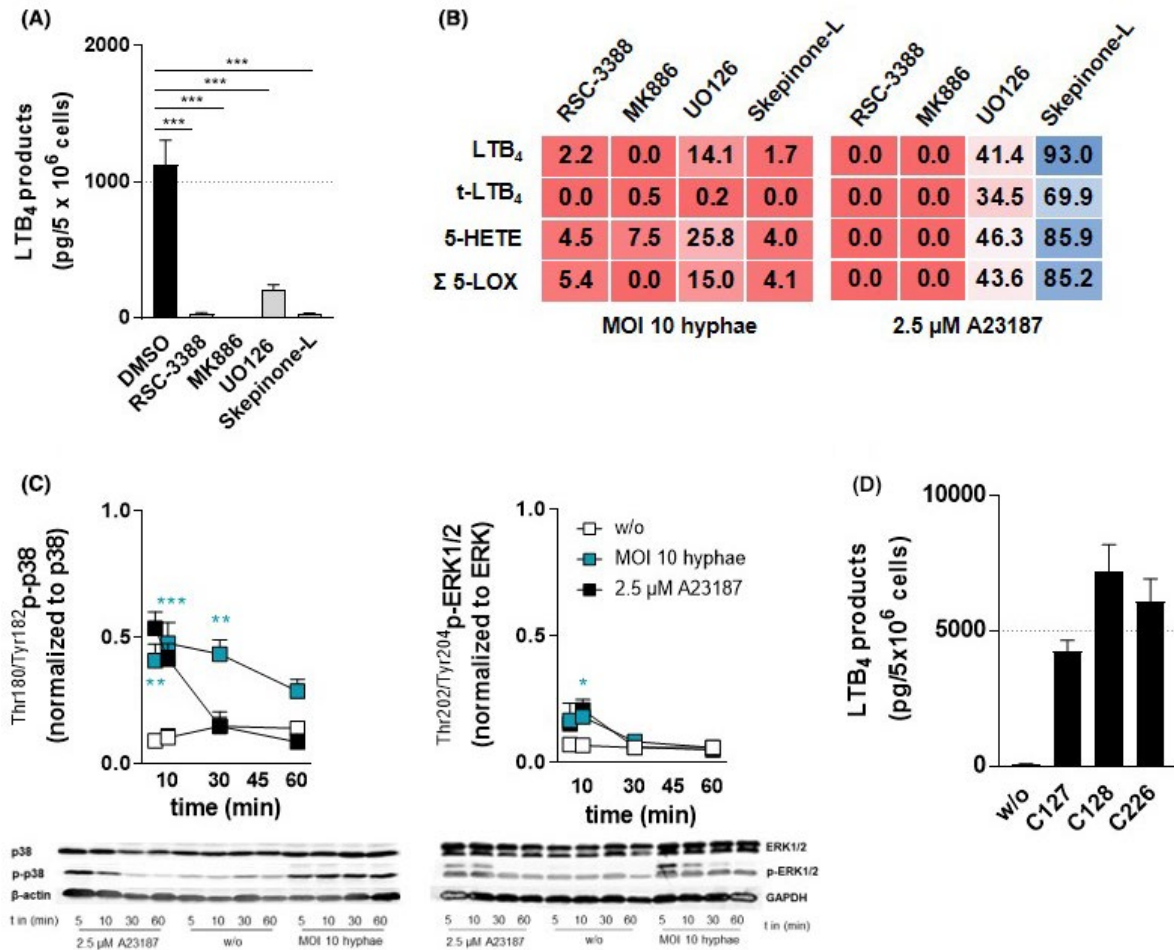 (A)
2000
1000
0
LTB4 products
(pg/5 x 10^6 cells)
***
***
***
***
DMSO
RSC-3388
MK886
UO126
Skepinone-L
(B)
RSC-3388 MK886 UO126 Skepinone-L RSC-3388 MK886 UO126 Skepinone-L
LTB4 2.2 0.0 14.1 1.7 0.0 0.0 41.4 93.0
t-LTB4 0.0 0.5 0.2 0.0 0.0 0.0 34.5 69.9
5-HETE 4.5 7.5 25.8 4.0 0.0 0.0 46.3 85.9
Σ 5-LOX 5.4 0.0 15.0 4.1 0.0 0.0 43.6 85.2
MOI 10 hyphae 2.5 µM A23187
(C)
Thr180/Tyr182 p-p38
(normalized to p38)
1.0
0.5
0.0
***
**
**
10 30 45 60
time (min)
Thr202/Tyr204 p-ERK1/2
(normalized to ERK)
1.0
0.5
0.0
w/o
MOI 10 hyphae
2.5 µM A23187
*
10 30 45 60
time (min)
p38
p-p38
β-actin
t in (min) 5 10 30 60 5 10 30 60 5 10 30 60
2.5 µM A23187 w/o MOI 10 hyphae
ERK1/2
p-ERK1/2
GAPDH
5 10 30 60 5 10 30 60 5 10 30 60 t in (min)
2.5 µM A23187 w/o MOI 10 hyphae
(D)
10000
5000
0
LTB4 products
(pg/5x10^6 cells)
w/o
C127
C128
C226